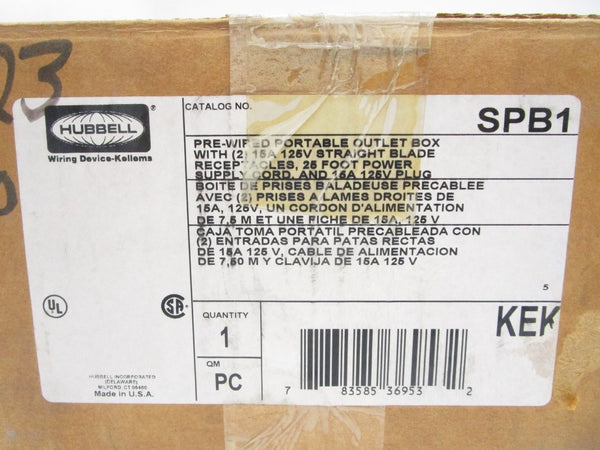 23
HUBBELL
®
Wiring Device-Kellems
CATALOG NO.
SPB1
PRE-WIRED PORTABLE OUTLET BOX
WITH (2) 15A 125V STRAIGHT BLADE
RECEPTACLES, 25 FOOT POWER
SUPPLY CORD, AND 15A 125V PLUG
BOITE DE PRISES BALADEUSE PRECABLEE
AVEC (2) PRISES A LAMES DROITES DE
15A, 125V, UN CORDON D'ALIMENTATION
DE 7,5 M ET UNE FICHE DE 15A, 125 V
CAJA TOMA PORTATIL PRECABLEADA CON
(2) ENTRADAS PARA PATAS RECTAS
DE 15A 125 V, CABLE DE ALIMENTACION
DE 7,50 M Y CLAVIJA DE 15A 125 V
5
UL
SA
QUANTITY
1
KEK
QM
PC
7 83585 36953 2
HUBBELL INCORPORATED
(DELAWARE)
MILFORD, CT 06460
Made in U.S.A.